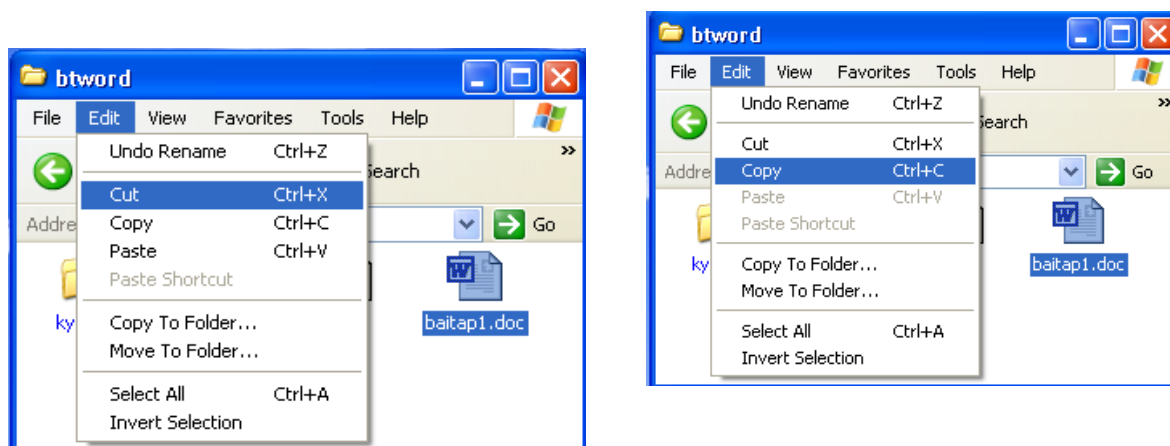 btword
File Edit View Favorites Tools Help
Undo Rename Ctrl+Z
Search
»
Cut Ctrl+X
Addre
Go
Copy Ctrl+C
Paste Ctrl+V
Paste Shortcut
ky
baitap1.doc
Copy To Folder...
Move To Folder...
Select All Ctrl+A
Invert Selection
btword
File Edit View Favorites Tools Help
Undo Rename Ctrl+Z
»
Search
Cut Ctrl+X
Addre
Copy Ctrl+C
Go
Paste Ctrl+V
Paste Shortcut
ky
baitap1.doc
Copy To Folder...
Move To Folder...
Select All Ctrl+A
Invert Selection